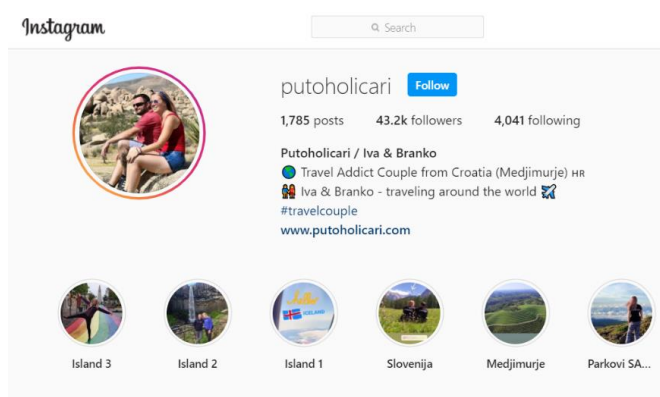 Instagram
Search
putoholicari Follow
1,785 posts 43.2k followers 4,041 following
Putoholicari / Iva & Branko
🌍 Travel Addict Couple from Croatia (Medjimurje) HR
👫 Iva & Branko - traveling around the world ✈️
#travelcouple
www.putoholicari.com
Hello
ICELAND
Island 3 Island 2 Island 1 Slovenija Medjimurje Parkovi SA...